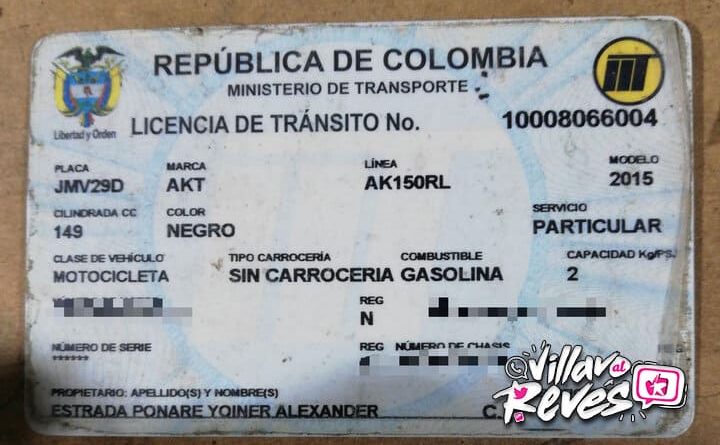 REPÚBLICA DE COLOMBIA
MINISTERIO DE TRANSPORTE
Libertad y Orden
LICENCIA DE TRÁNSITO No. 10008066004
PLACA MARCA LÍNEA MODELO
JMV29D AKT AK150RL 2015
CILINDRADA CC COLOR SERVICIO
149 NEGRO PARTICULAR
CLASE DE VEHÍCULO TIPO CARROCERÍA COMBUSTIBLE CAPACIDAD Kg/PSJ
MOTOCICLETA SIN CARROCERIA GASOLINA 2
REG
N
NÚMERO DE SERIE REG NÚMERO DE CHASIS
******
Villav al Revés
PROPIETARIO: APELLIDO(S) Y NOMBRE(S)
ESTRADA PONARE YOINER ALEXANDER C.